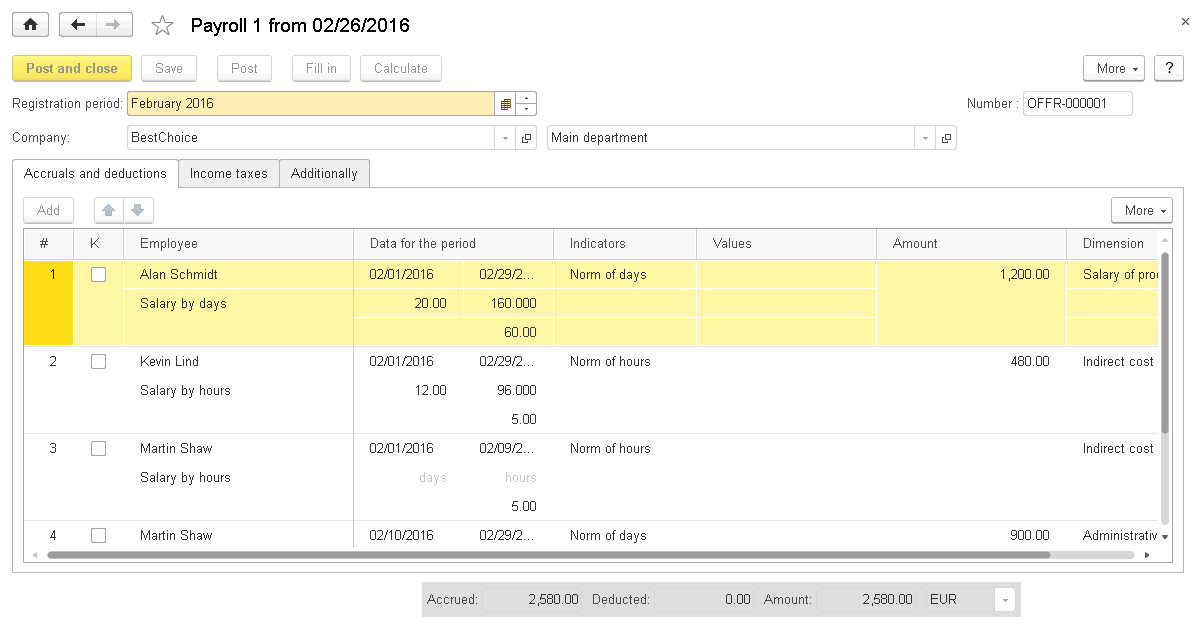 Payroll 1 from 02/26/2016
Post and close Save Post Fill in Calculate More ?
Registration period: February 2016 Number : OFFR-000001
Company: BestChoice Main department
Accruals and deductions Income taxes Additionally
Add More
# K Employee Data for the period Indicators Values Amount Dimension
1 Alan Schmidt 02/01/2016 02/29/2... Norm of days 1,200.00 Salary of pro
Salary by days 20.00 160.000
60.00
2 Kevin Lind 02/01/2016 02/29/2... Norm of hours 480.00 Indirect cost
Salary by hours 12.00 96.000
5.00
3 Martin Shaw 02/01/2016 02/09/2... Norm of hours Indirect cost
Salary by hours days hours
5.00
4 Martin Shaw 02/10/2016 02/29/2... Norm of days 900.00 Administrativ
Accrued: 2,580.00 Deducted: 0.00 Amount: 2,580.00 EUR